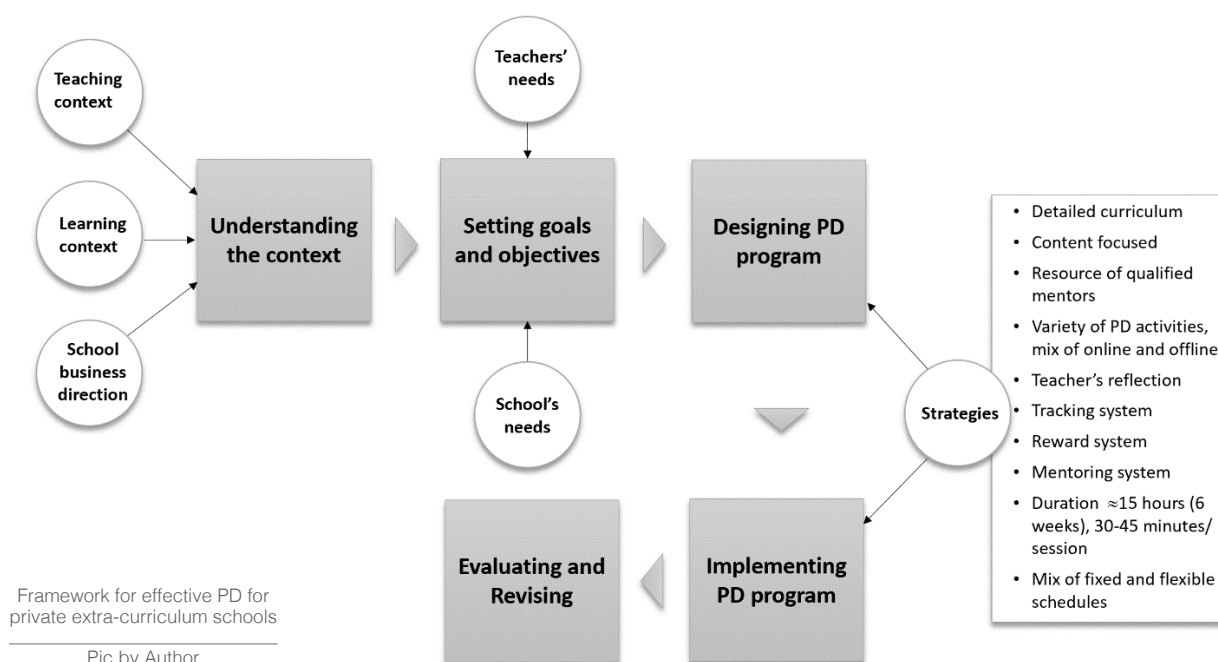 Teaching
context
Learning
context
School
business
direction
Understanding
the context
Teachers'
needs
Setting goals
and objectives
School's
needs
Designing PD
program
Strategies
• Detailed curriculum
• Content focused
• Resource of qualified
mentors
• Variety of PD activities,
mix of online and offline
• Teacher's reflection
• Tracking system
• Reward system
• Mentoring system
• Duration ≈15 hours (6
weeks), 30-45 minutes/
session
• Mix of fixed and flexible
schedules
Implementing
PD program
Evaluating and
Revising
Framework for effective PD for
private extra-curriculum schools
Pic by Author